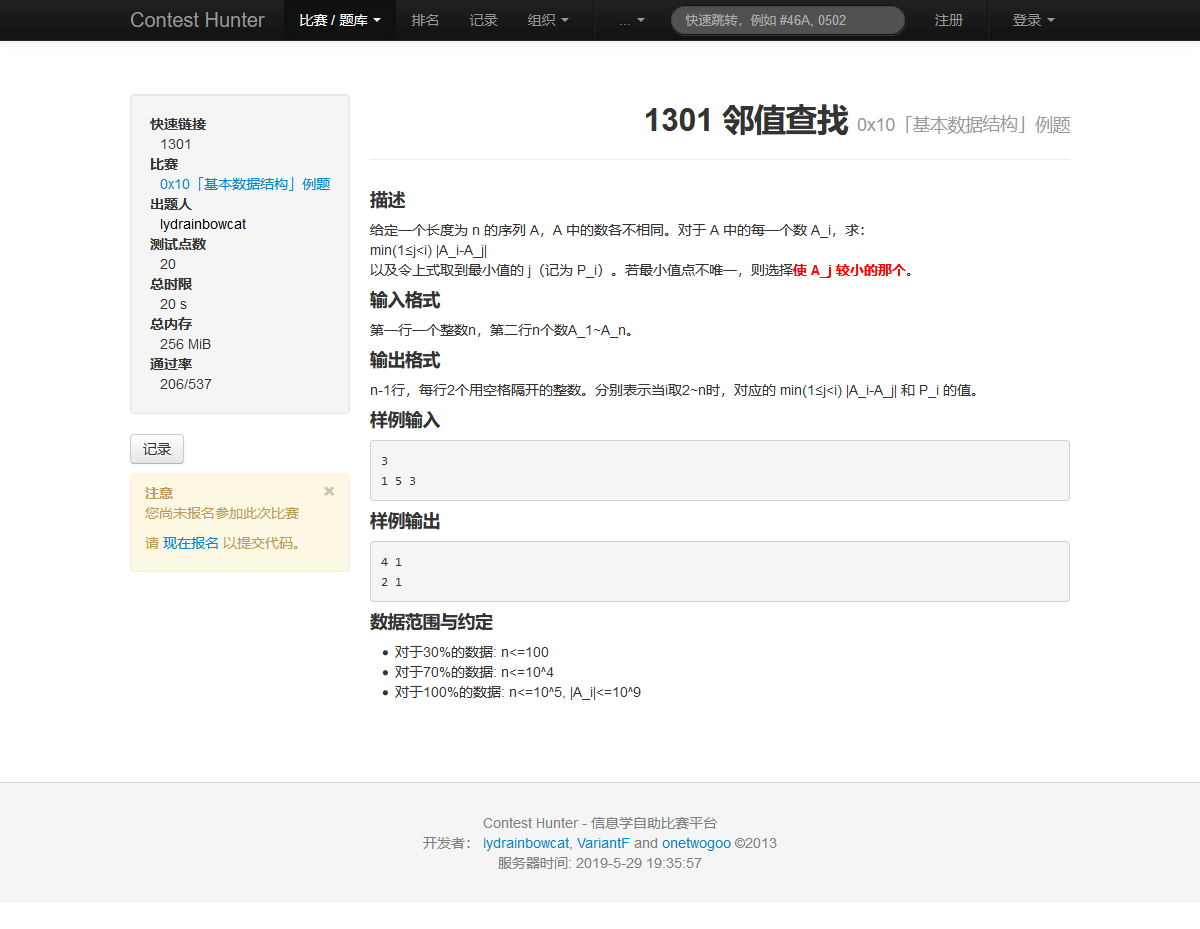 Contest Hunter 比赛 / 题库 排名 记录 组织 ... 快速跳转，例如 #46A, 0502 注册 登录
快速链接
1301
比赛
0x10「基本数据结构」例题
出题人
lydrainbowcat
测试点数
20
总时限
20 s
总内存
256 MiB
通过率
206/537
记录
注意 ×
您尚未报名参加此次比赛
请 现在报名 以提交代码。
1301 邻值查找 0x10「基本数据结构」例题
描述
给定一个长度为 n 的序列 A，A 中的数各不相同。对于 A 中的每一个数 A_i，求：
min(1≤j<i) |A_i-A_j|
以及令上式取到最小值的 j（记为 P_i）。若最小值点不唯一，则选择使 A_j 较小的那个。
输入格式
第一行一个整数n，第二行n个数A_1~A_n。
输出格式
n-1行，每行2个用空格隔开的整数。分别表示当i取2~n时，对应的 min(1≤j<i) |A_i-A_j| 和 P_i 的值。
样例输入
3
1 5 3
样例输出
4 1
2 1
数据范围与约定
对于30%的数据: n<=100
对于70%的数据: n<=10^4
对于100%的数据: n<=10^5, |A_i|<=10^9
Contest Hunter - 信息学自助比赛平台
开发者： lydrainbowcat, VariantF and onetwogoo ©2013
服务器时间: 2019-5-29 19:35:57